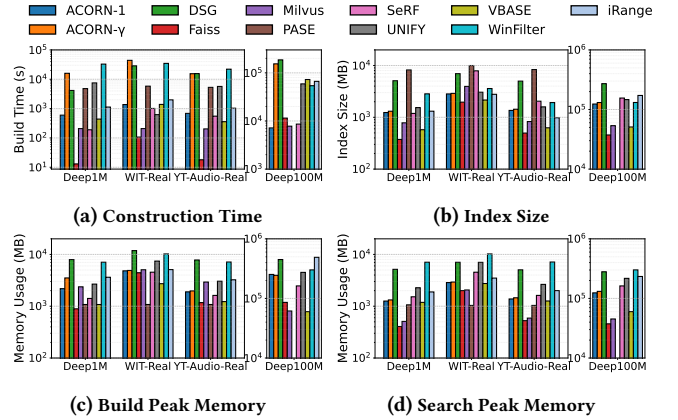 ACORN-1 DSG Milvus SeRF VBASE iRange
ACORN-γ Faiss PASE UNIFY WinFilter
Build Time (s)
10^5
10^4
10^3
10^2
10^1
10^5
10^4
10^3
Deep1M WIT-Real YT-Audio-Real Deep100M
(a) Construction Time
Index Size (MB)
10^4
10^3
10^2
10^6
10^5
10^4
Deep1M WIT-Real YT-Audio-Real Deep100M
(b) Index Size
Memory Usage (MB)
10^4
10^3
10^2
10^6
10^5
10^4
Deep1M WIT-Real YT-Audio-Real Deep100M
(c) Build Peak Memory
Memory Usage (MB)
10^4
10^3
10^2
10^6
10^5
10^4
Deep1M WIT-Real YT-Audio-Real Deep100M
(d) Search Peak Memory